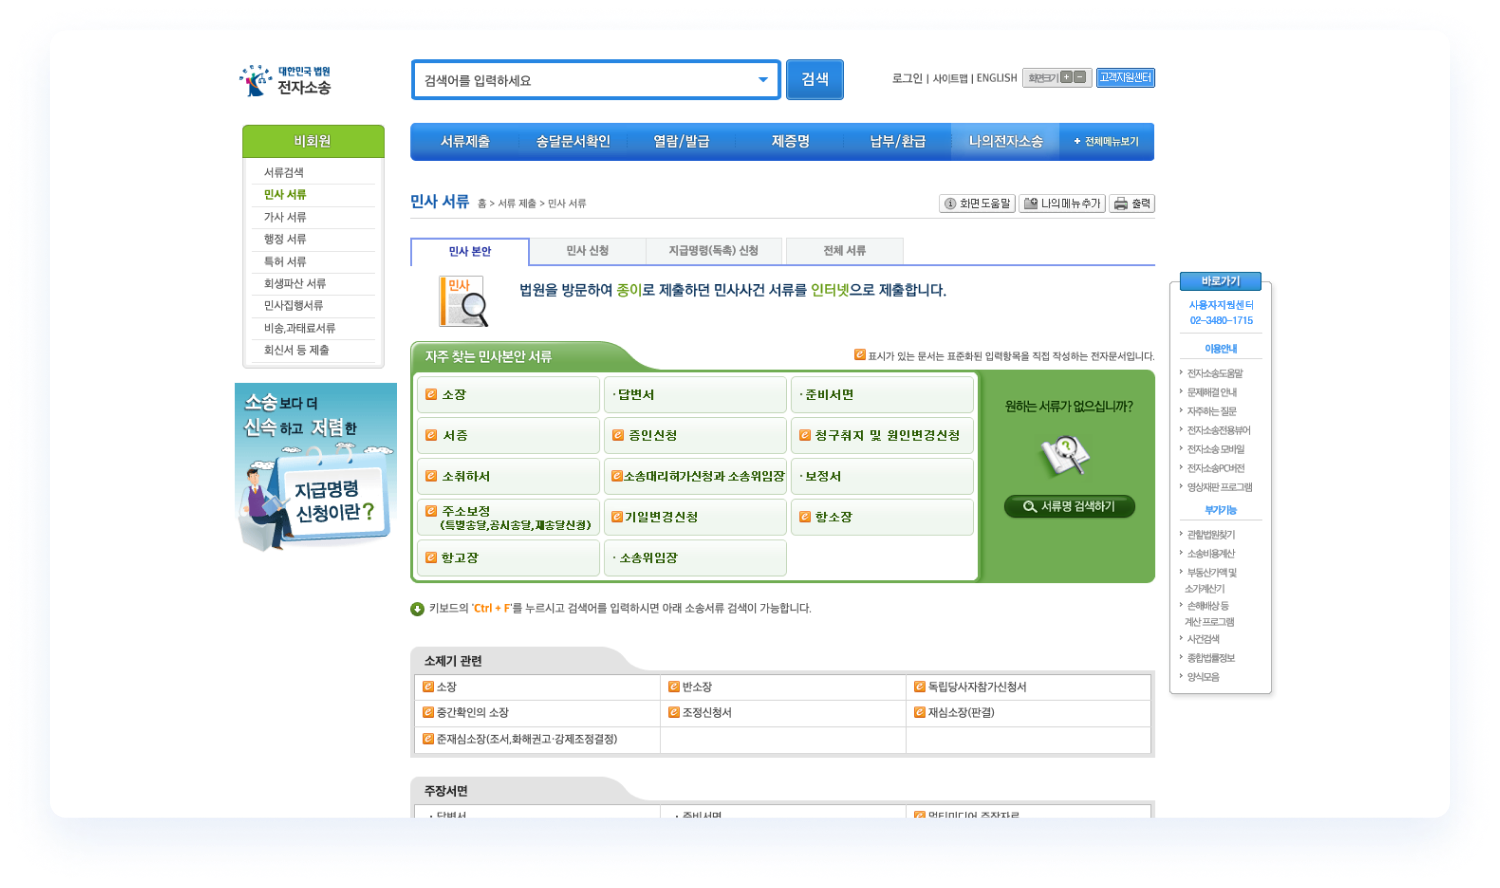 대한민국 법원
전자소송
검색어를 입력하세요
검색
로그인 | 사이트맵 | ENGLISH
화면크기 + -
고객지원센터
비회원
서류검색
민사 서류
가사 서류
행정 서류
특허 서류
회생파산 서류
민사집행서류
비송,과태료서류
회신서 등 제출
소송보다 더
신속하고 저렴한
지급명령
신청이란?
서류제출 송달문서확인 열람/발급 제증명 납부/환급 나의전자소송 + 전체메뉴보기
민사 서류 홈 > 서류 제출 > 민사 서류
화면도움말 나의메뉴추가 출력
민사 본안 민사 신청 지급명령(독촉) 신청 전체 서류
민사
법원을 방문하여 종이로 제출하던 민사사건 서류를 인터넷으로 제출합니다.
자주 찾는 민사본안 서류
e 표시가 있는 문서는 표준화된 입력항목을 직접 작성하는 전자문서입니다.
e 소장 · 답변서 · 준비서면
e 서증 e 증인신청 e 청구취지 및 원인변경신청
e 소취하서 e 소송대리허가신청과 소송위임장 · 보정서
e 주소보정
(특별송달,공시송달,재송달신청)
e 기일변경신청 e 항소장
e 항고장 · 소송위임장
원하는 서류가 없으십니까?
서류명 검색하기
키보드의 'Ctrl + F'를 누르시고 검색어를 입력하시면 아래 소송서류 검색이 가능합니다.
소제기 관련
e 소장 e 반소장 e 독립당사자참가신청서
e 중간확인의 소장 e 조정신청서 e 재심소장(판결)
e 준재심소장(조서,화해권고·강제조정결정)
주장서면
· 답변서 · 준비서면 e 멀티미디어 주장자료
바로가기
사용자지원센터
02-3480-1715
이용안내
전자소송도움말
문제해결 안내
자주하는 질문
전자소송전용뷰어
전자소송 모바일
전자소송PC버전
영상재판 프로그램
부가기능
관할법원찾기
소송비용계산
부동산가액 및
소가계산기
손해배상 등
계산 프로그램
사건검색
종합법률정보
양식모음